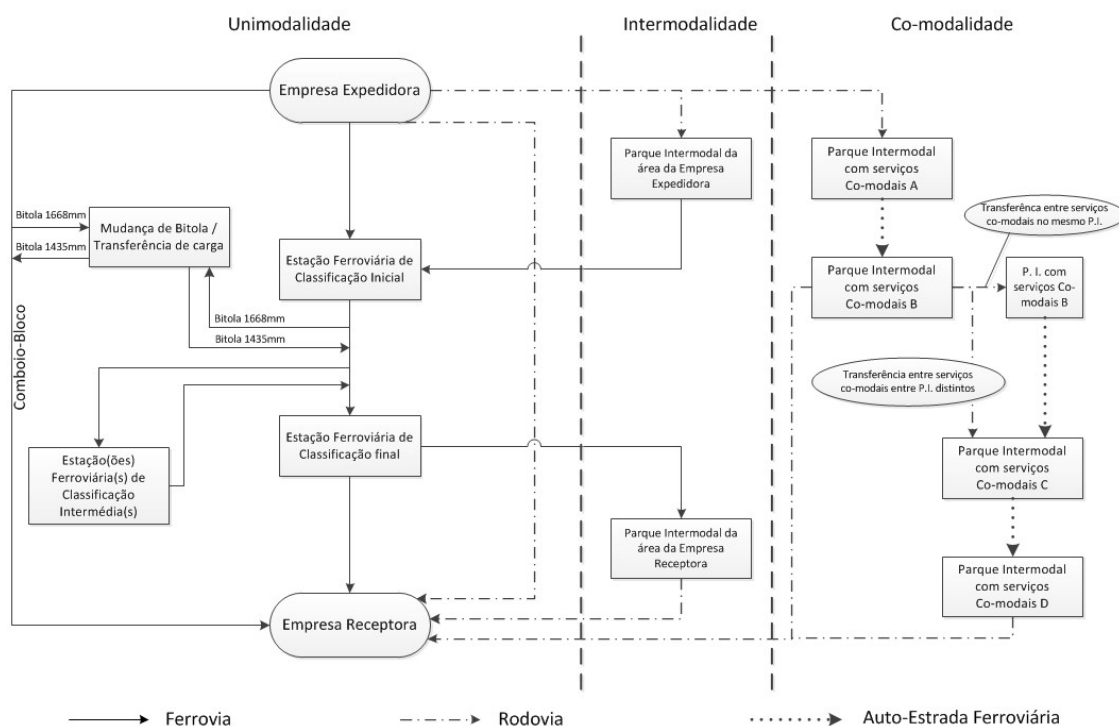 Unimodalidade
Intermodalidade
Co-modalidade
Empresa Expedidora
Parque Intermodal da
área da Empresa
Expedidora
Parque Intermodal
com serviços
Co-modais A
Bitola 1668mm
Mudança de Bitola /
Transferência de carga
Bitola 1435mm
Transferênca entre serviços
co-modais no mesmo P.I.
Estação Ferroviária de
Classificação Inicial
Parque Intermodal
com serviços
Co-modais B
P. I. com
serviços Co-
modais B
Bitola 1668mm
Bitola 1435mm
Comboio-Bloco
Transferência entre serviços
co-modais entre P.I. distintos
Estação Ferroviária de
Classificação final
Estação(ões)
Ferroviária(s) de
Classificação
Intermédia(s)
Parque Intermodal
com serviços
Co-modais C
Parque Intermodal da
área da Empresa
Receptora
Parque Intermodal
com serviços
Co-modais D
Empresa Receptora
Ferrovia
Rodovia
Auto-Estrada Ferroviária